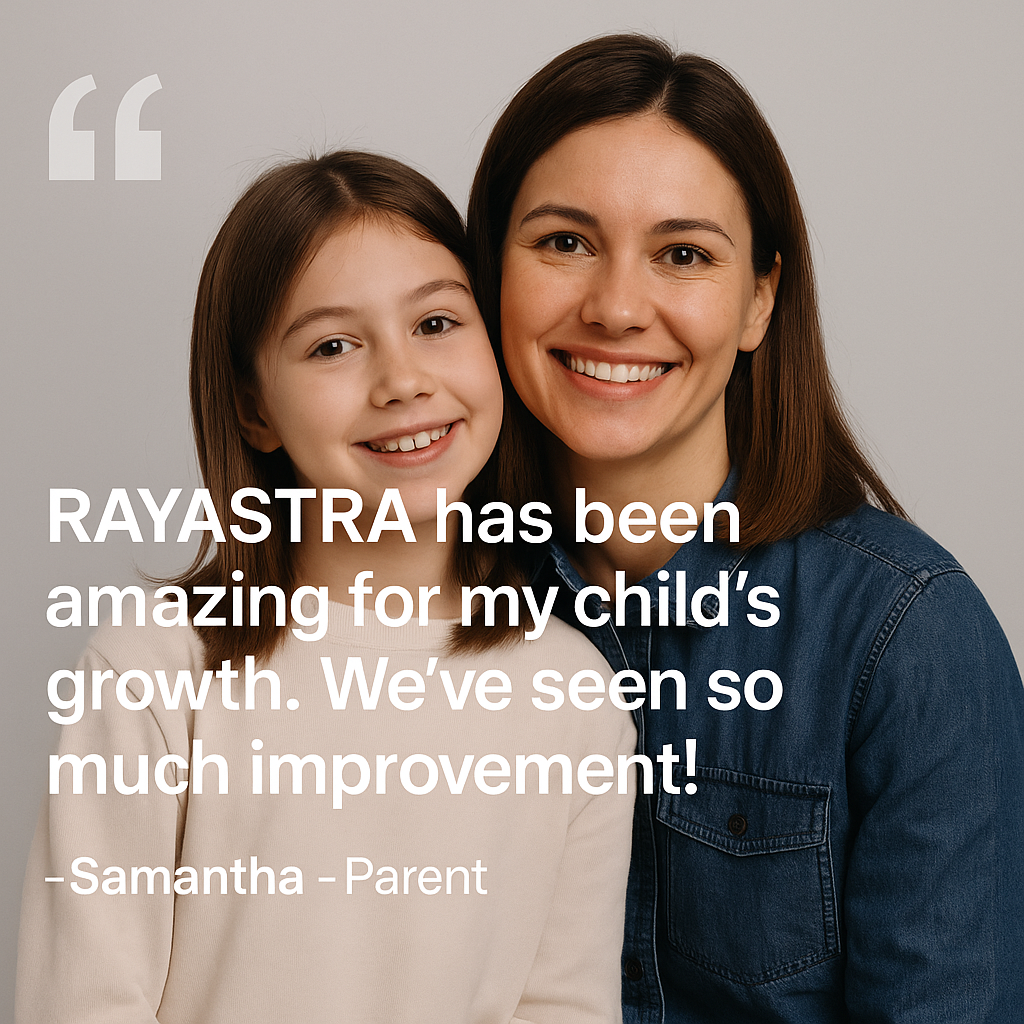 “
RAYASTRA has been
amazing for my child’s
growth. We’ve seen so
much improvement!
–Samantha –Parent